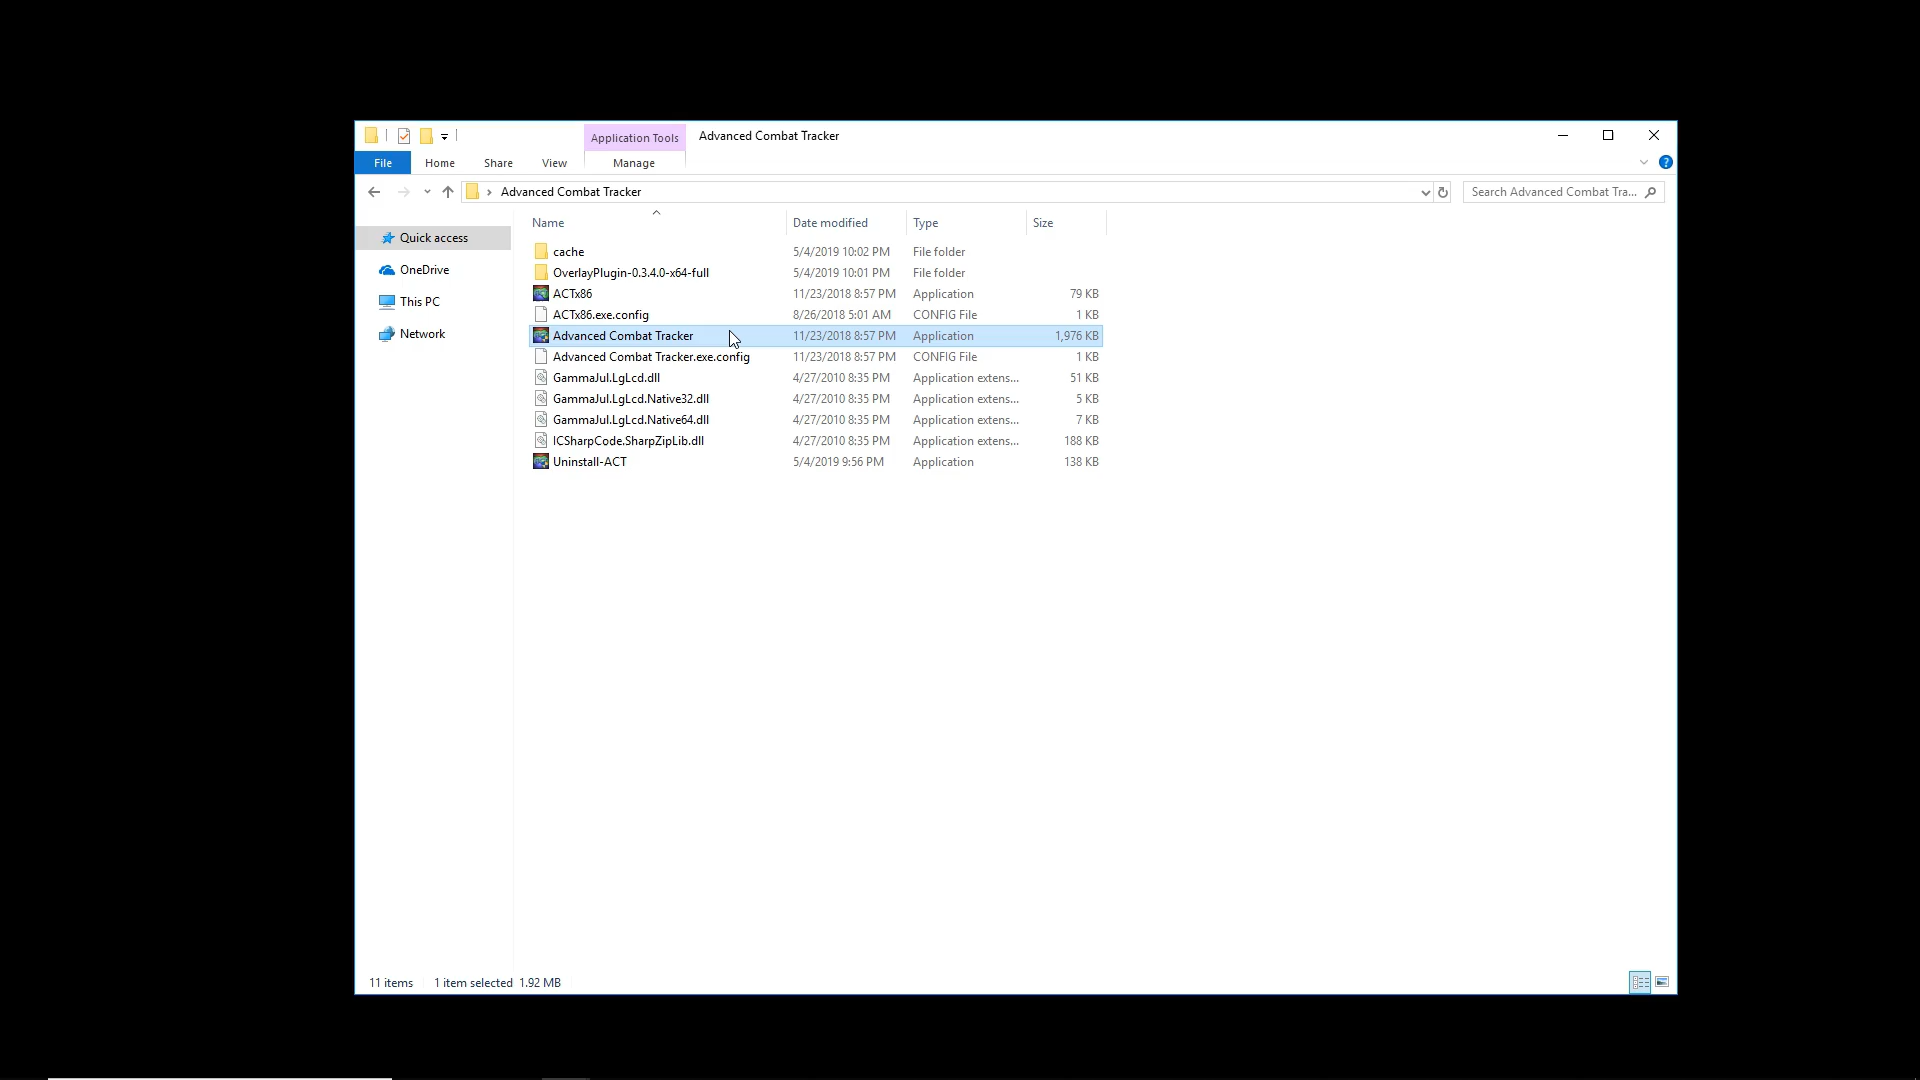 Application Tools Advanced Combat Tracker
File Home Share View Manage
Advanced Combat Tracker Search Advanced Combat Tra...
Name Date modified Type Size
Quick access
OneDrive
This PC
Network
cache 5/4/2019 10:02 PM File folder
OverlayPlugin-0.3.4.0-x64-full 5/4/2019 10:01 PM File folder
ACTx86 11/23/2018 8:57 PM Application 79 KB
ACTx86.exe.config 8/26/2018 5:01 AM CONFIG File 1 KB
Advanced Combat Tracker 11/23/2018 8:57 PM Application 1,976 KB
Advanced Combat Tracker.exe.config 11/23/2018 8:57 PM CONFIG File 1 KB
GammaJul.LgLcd.dll 4/27/2010 8:35 PM Application extens... 51 KB
GammaJul.LgLcd.Native32.dll 4/27/2010 8:35 PM Application extens... 5 KB
GammaJul.LgLcd.Native64.dll 4/27/2010 8:35 PM Application extens... 7 KB
ICSharpCode.SharpZipLib.dll 4/27/2010 8:35 PM Application extens... 188 KB
Uninstall-ACT 5/4/2019 9:56 PM Application 138 KB
11 items 1 item selected 1.92 MB